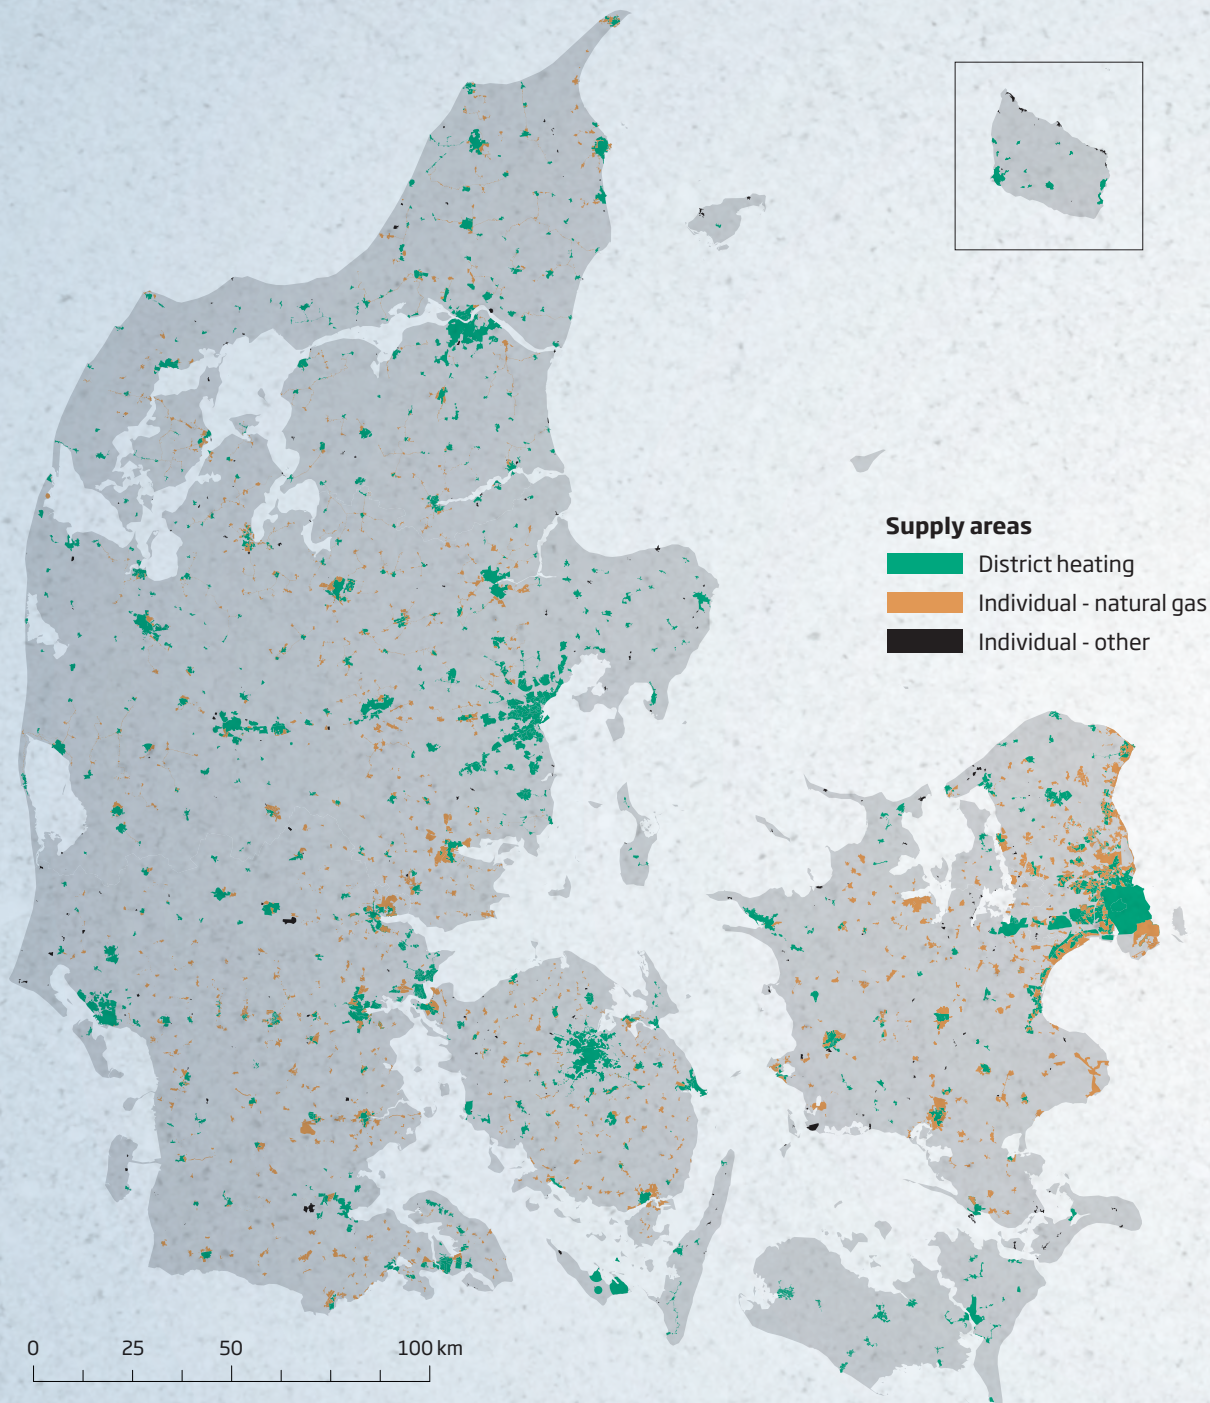 Supply areas
District heating
Individual - natural gas
Individual - other
0 25 50 100 km